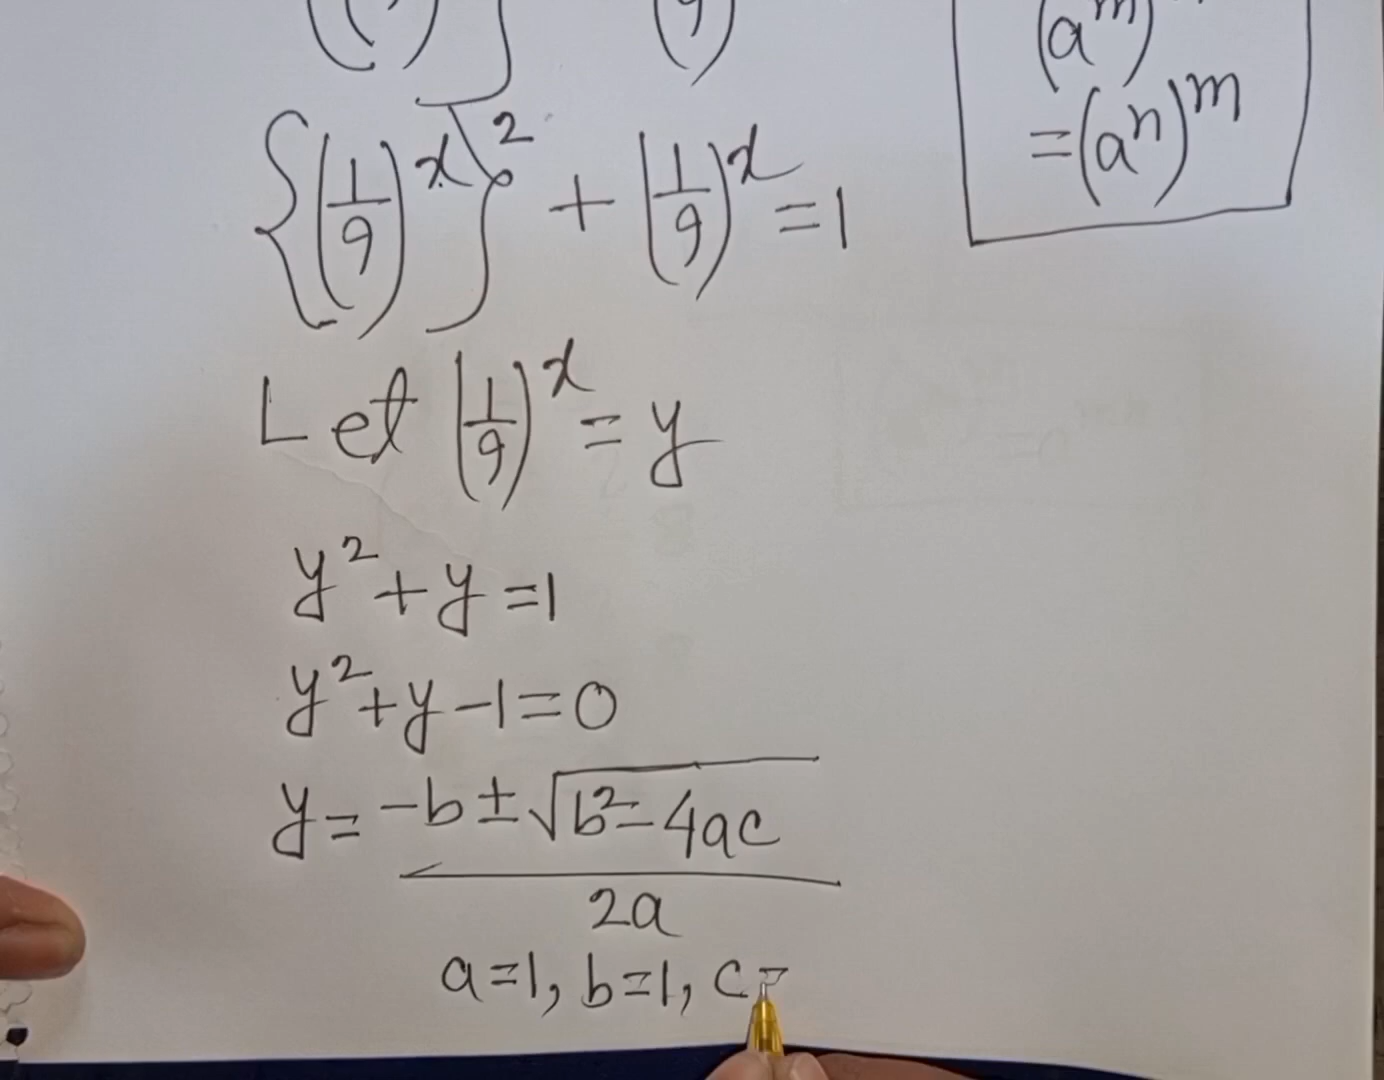 (a^m)
=(a^n)^m
{(1/9)^x}^2 + (1/9)^x = 1
Let (1/9)^x = y
y^2 + y = 1
y^2 + y - 1 = 0
y = -b ± √b^2 - 4ac
2a
a=1, b=1, c=